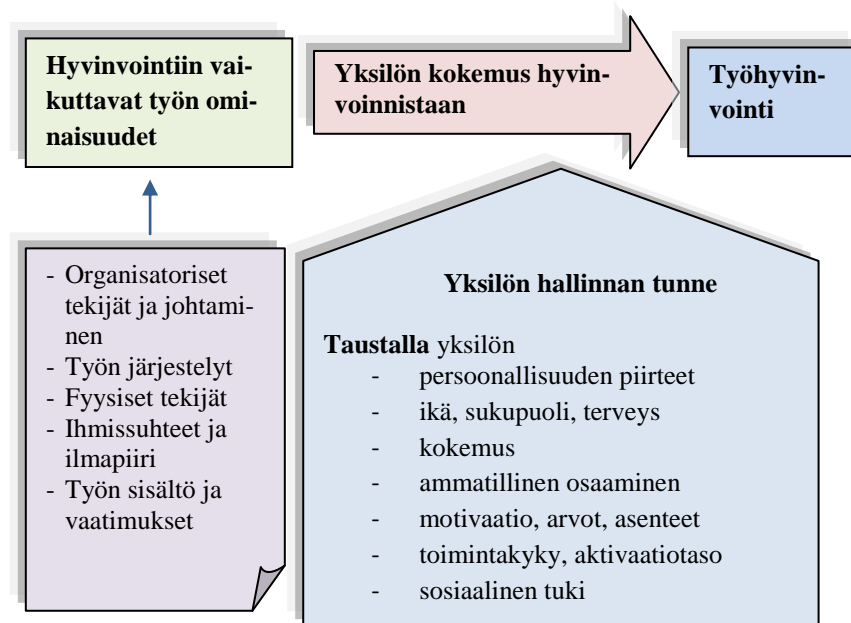 Hyvinvointiin vai-
kuttavat työn omi-
naisuudet
Yksilön kokemus hyvin-
voinnistaan
Työhyvin-
vointi
- Organisatoriset
tekijät ja johtami-
nen
- Työn järjestelyt
- Fyysiset tekijät
- Ihmissuhteet ja
ilmapiiri
- Työn sisältö ja
vaatimukset
Yksilön hallinnan tunne
Taustalla yksilön
- persoonallisuuden piirteet
- ikä, sukupuoli, terveys
- kokemus
- ammatillinen osaaminen
- motivaatio, arvot, asenteet
- toimintakyky, aktivaatiotaso
- sosiaalinen tuki